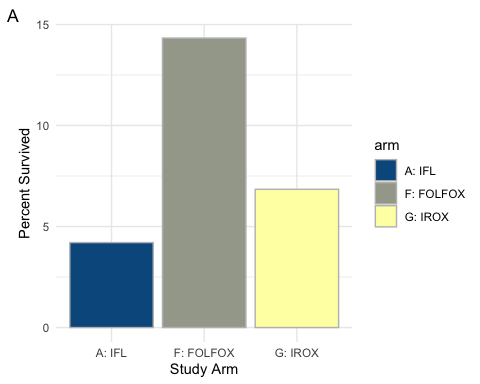 A
15
10
5
0
Percent Survived
A: IFL
F: FOLFOX
G: IROX
Study Arm
arm
A: IFL
F: FOLFOX
G: IROX